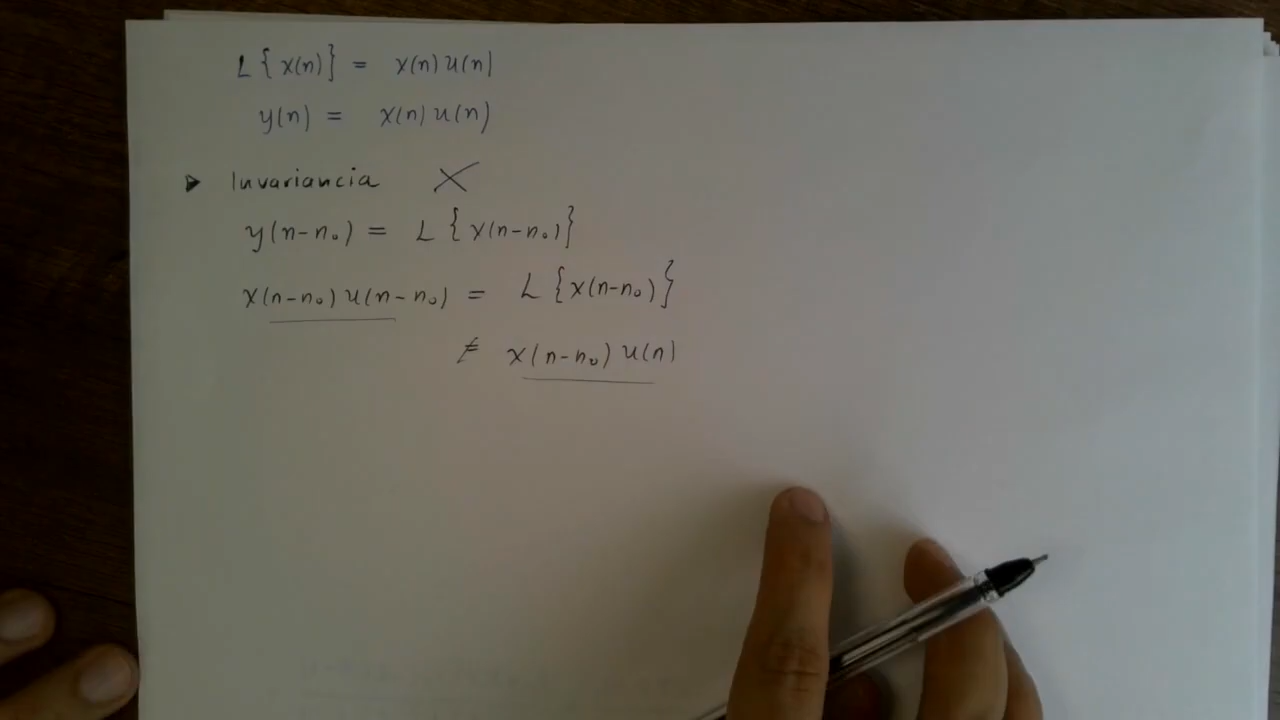 L{x(n)} = x(n)u(n)
y(n) = x(n)u(n)
➤ Invariancia X
y(n-n₀) = L{x(n-n₀)}
x(n-n₀)u(n-n₀) = L{x(n-n₀)}
≠ x(n-n₀)u(n)